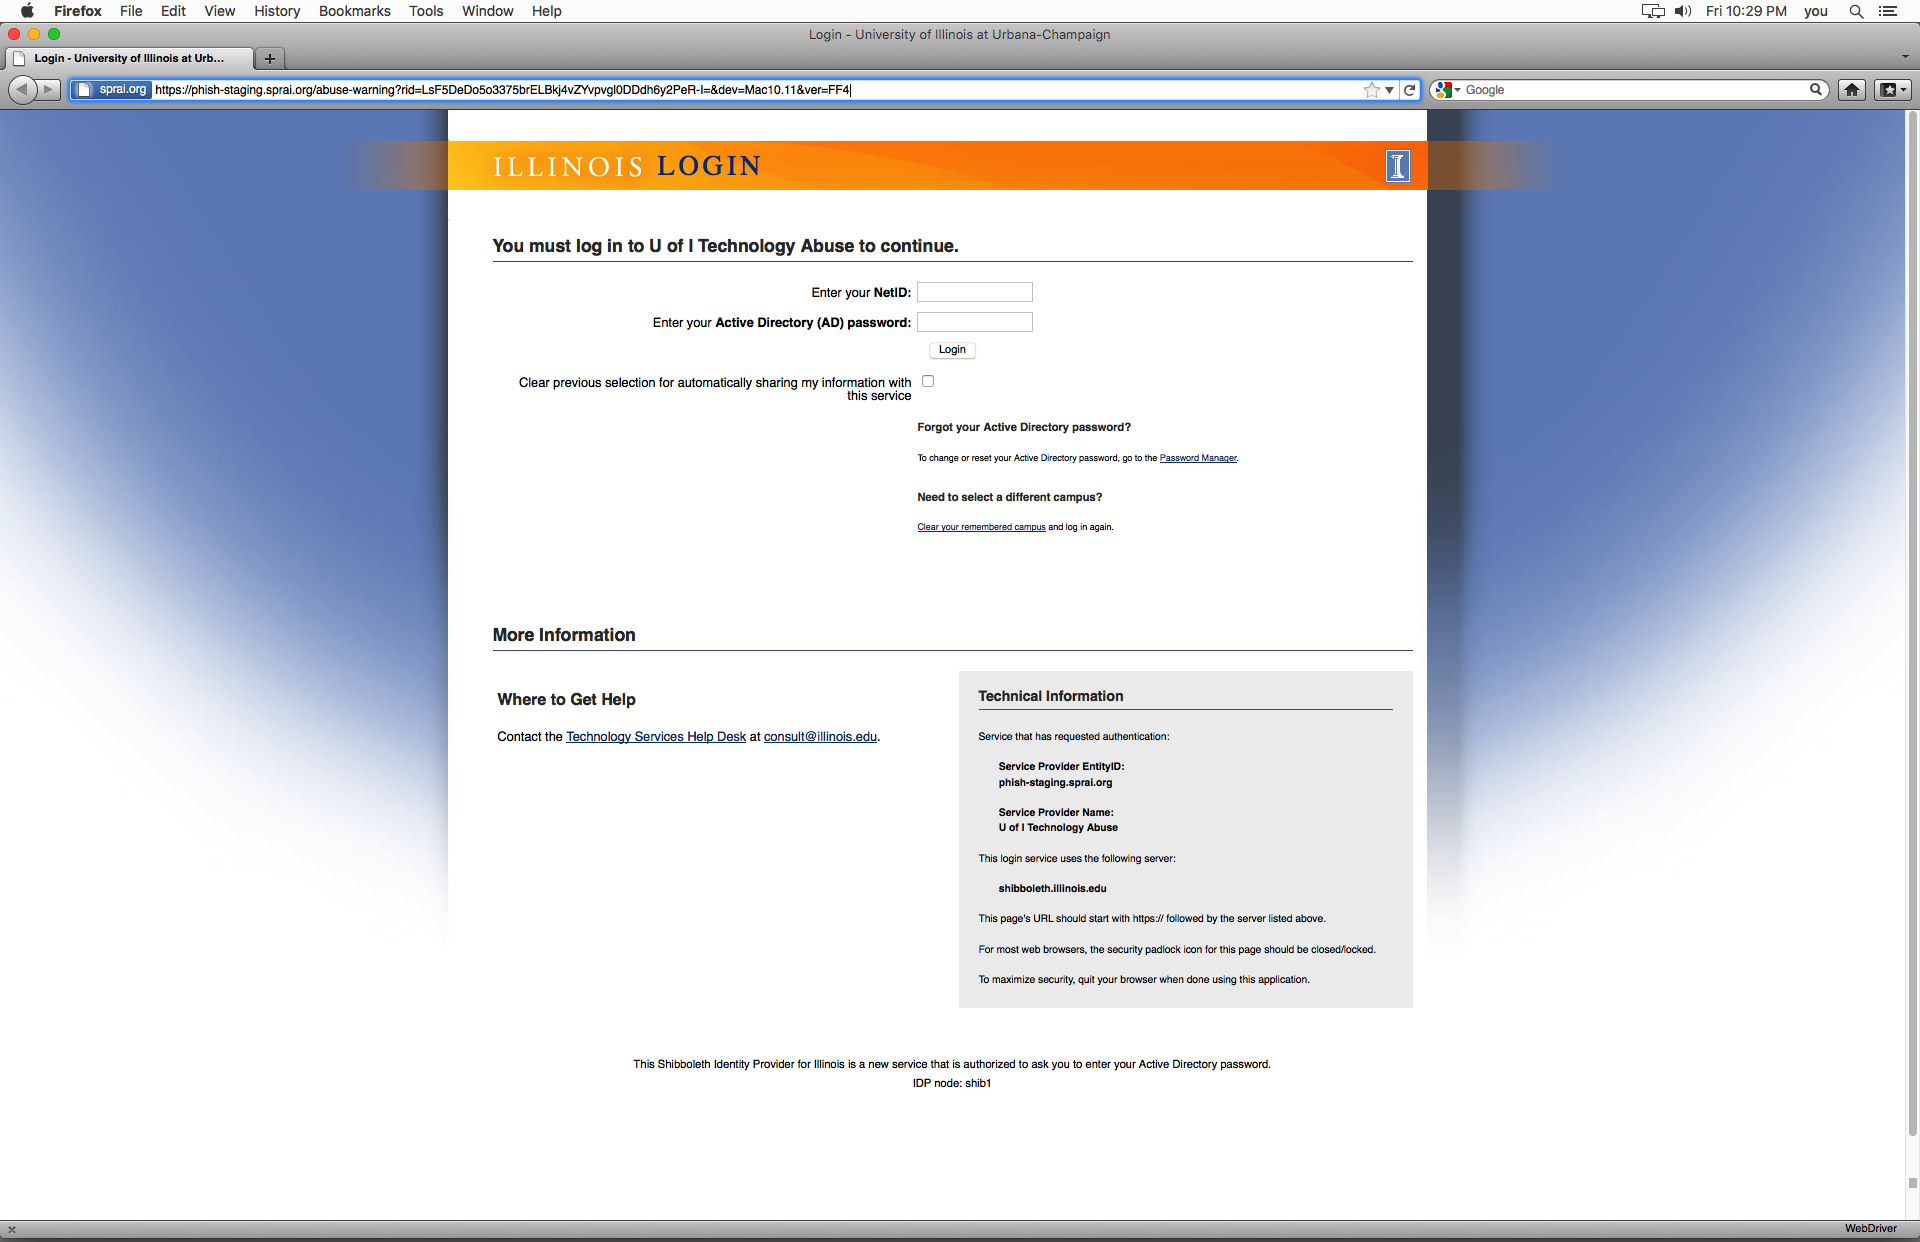 Firefox File Edit View History Bookmarks Tools Window Help Fri 10:29 PM you
Login - University of Illinois at Urbana-Champaign
Login - University of Illinois at Urb... +
sprai.org https://phish-staging.sprai.org/abuse-warning?rid=LsF5DeDo5o3375brELBkj4vZYvpvgl0DDdh6y2PeR-I=&dev=Mac10.11&ver=FF4 Google
ILLINOIS LOGIN
You must log in to U of I Technology Abuse to continue.
Enter your NetID:
Enter your Active Directory (AD) password:
Login
Clear previous selection for automatically sharing my information with
this service
Forgot your Active Directory password?
To change or reset your Active Directory password, go to the Password Manager.
Need to select a different campus?
Clear your remembered campus and log in again.
More Information
Where to Get Help
Contact the Technology Services Help Desk at consult@illinois.edu.
Technical Information
Service that has requested authentication:
Service Provider EntityID:
phish-staging.sprai.org
Service Provider Name:
U of I Technology Abuse
This login service uses the following server:
shibboleth.illinois.edu
This page's URL should start with https:// followed by the server listed above.
For most web browsers, the security padlock icon for this page should be closed/locked.
To maximize security, quit your browser when done using this application.
This Shibboleth Identity Provider for Illinois is a new service that is authorized to ask you to enter your Active Directory password.
IDP node: shib1
WebDriver